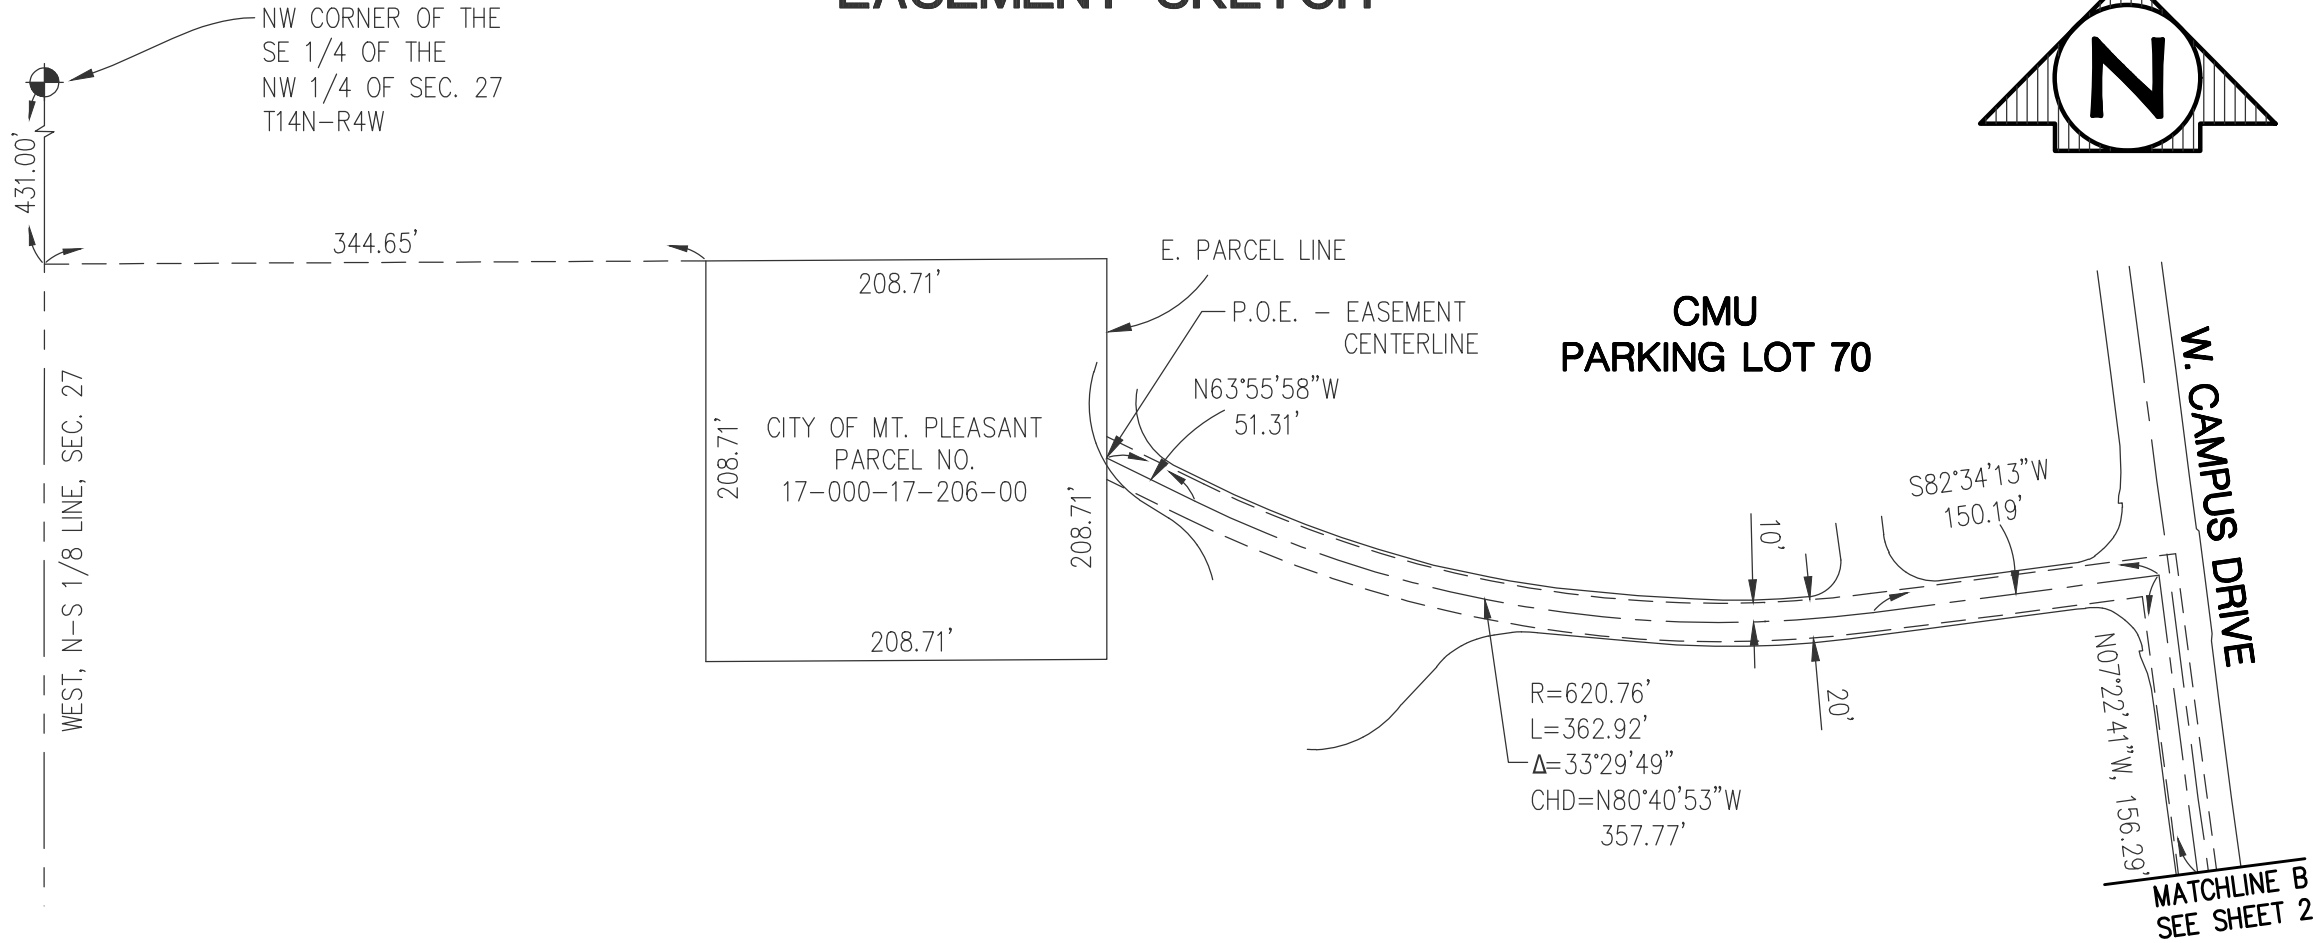 EASEMENT SKETCH
NW CORNER OF THE
SE 1/4 OF THE
NW 1/4 OF SEC. 27
T14N-R4W
N
431.00'
344.65'
208.71'
E. PARCEL LINE
P.O.E. - EASEMENT
CENTERLINE
CMU
PARKING LOT 70
W. CAMPUS DRIVE
N63°55'58"W
51.31'
WEST, N-S 1/8 LINE, SEC. 27
208.71'
CITY OF MT. PLEASANT
PARCEL NO.
17-000-17-206-00
208.71'
208.71'
S82°34'13"W
150.19'
10'
20'
R=620.76'
L=362.92'
Δ=33°29'49"
CHD=N80°40'53"W
357.77'
N07°22'41"W, 156.29'
MATCHLINE B
SEE SHEET 2